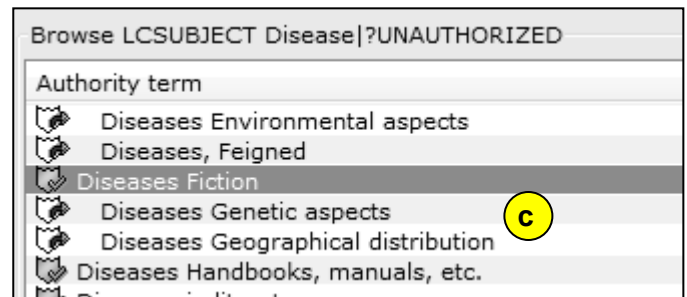 Browse LCSUBJECT Disease|?UNAUTHORIZED
Authority term
Diseases Environmental aspects
Diseases, Feigned
Diseases Fiction
Diseases Genetic aspects
c
Diseases Geographical distribution
Diseases Handbooks, manuals, etc.